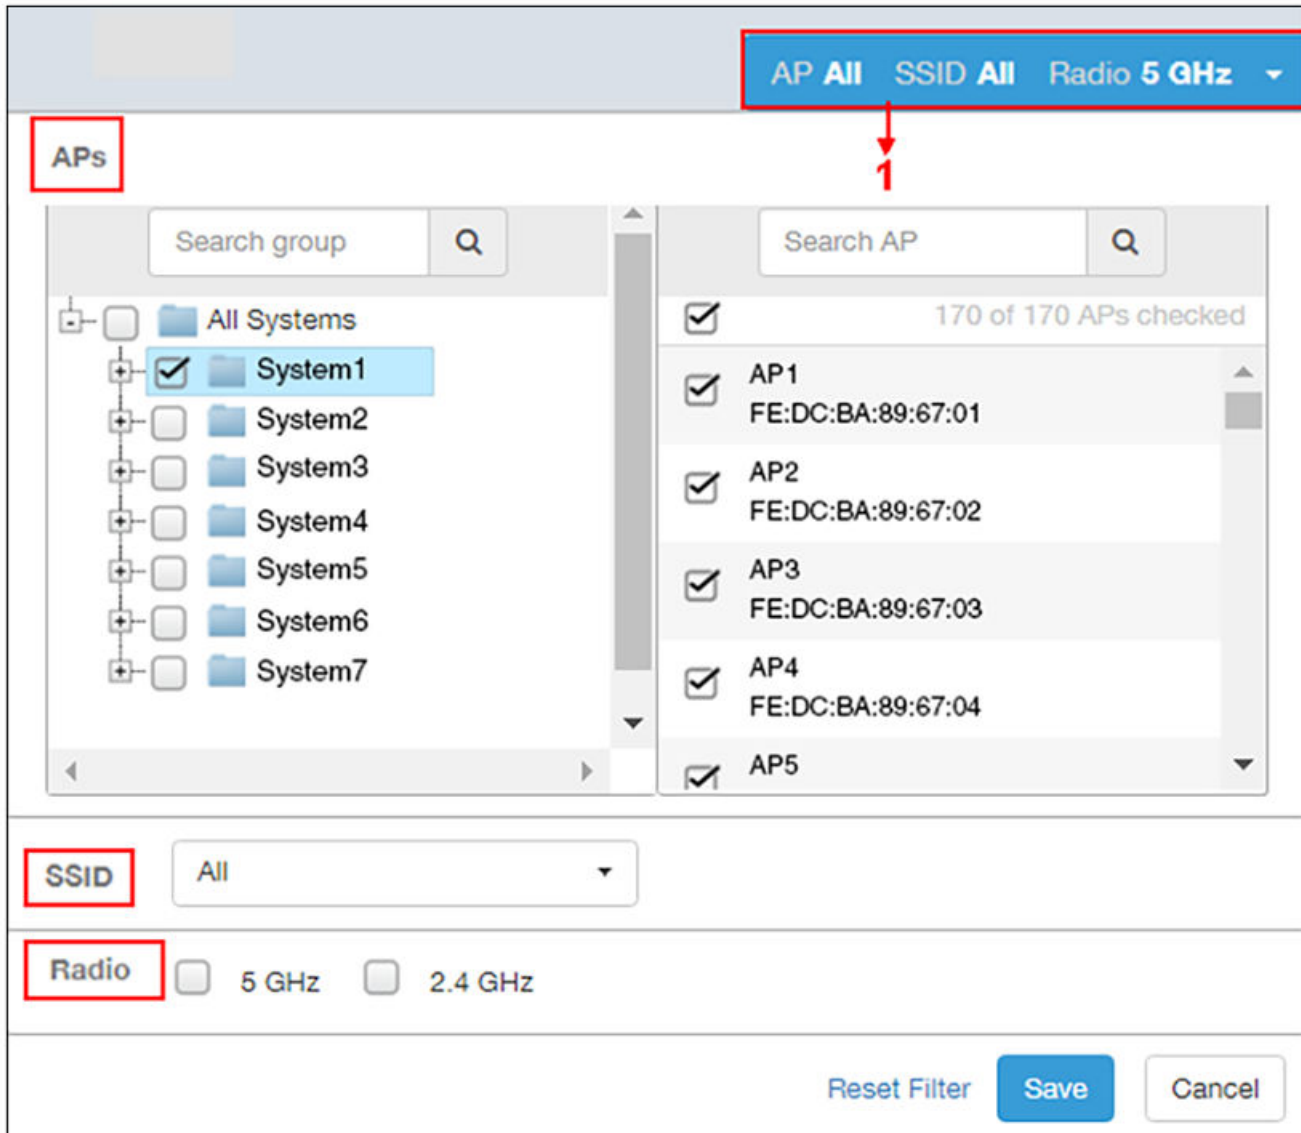 AP All SSID All Radio 5 GHz
1
APs
Search group
Search AP
All Systems
System1
System2
System3
System4
System5
System6
System7
170 of 170 APs checked
AP1
FE:DC:BA:89:67:01
AP2
FE:DC:BA:89:67:02
AP3
FE:DC:BA:89:67:03
AP4
FE:DC:BA:89:67:04
AP5
SSID All
Radio 5 GHz 2.4 GHz
Reset Filter Save Cancel